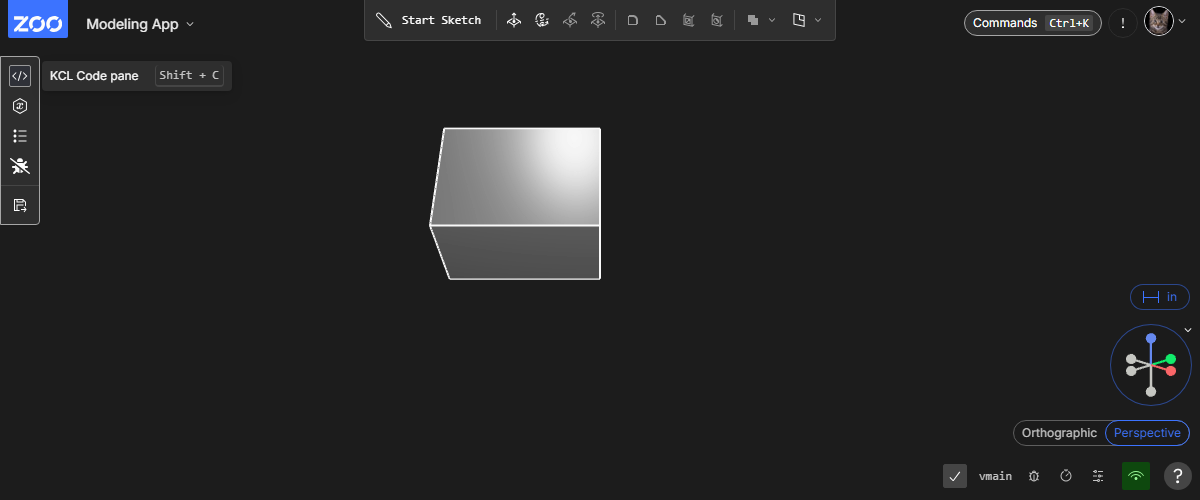 ZOO
Modeling App
Start Sketch
Commands Ctrl+K
!
KCL Code pane Shift + C
in
Orthographic Perspective
vmain
?